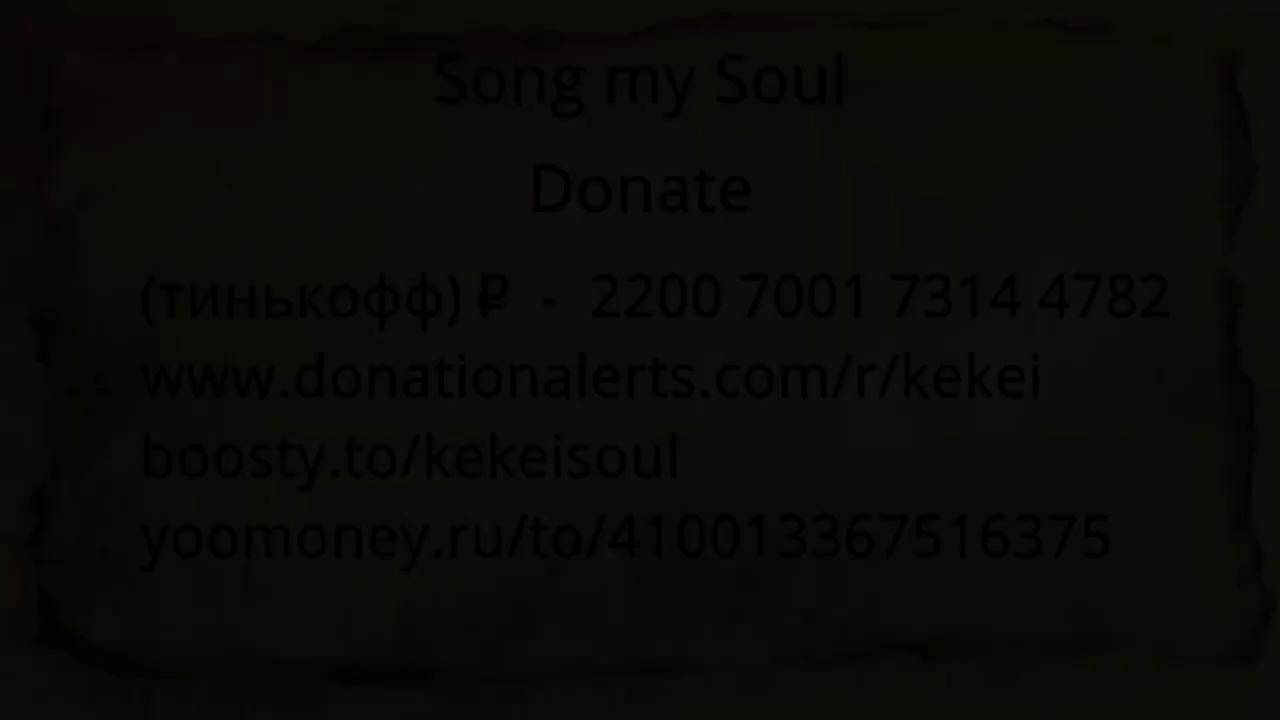 Song my Soul
Donate
(тинькофф) ₽ - 2200 7001 7314 4782
www.donationalerts.com/r/kekei
boosty.to/kekeisoul
yoomoney.ru/to/410013367516375